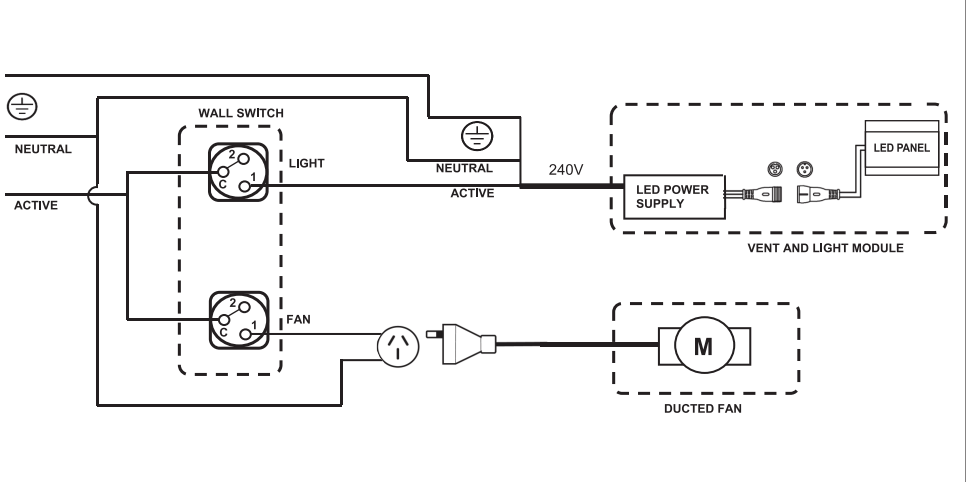 WALL SWITCH
NEUTRAL
ACTIVE
2
C
1
LIGHT
NEUTRAL
ACTIVE
240V
LED POWER
SUPPLY
LED PANEL
VENT AND LIGHT MODULE
2
C
1
FAN
M
DUCTED FAN